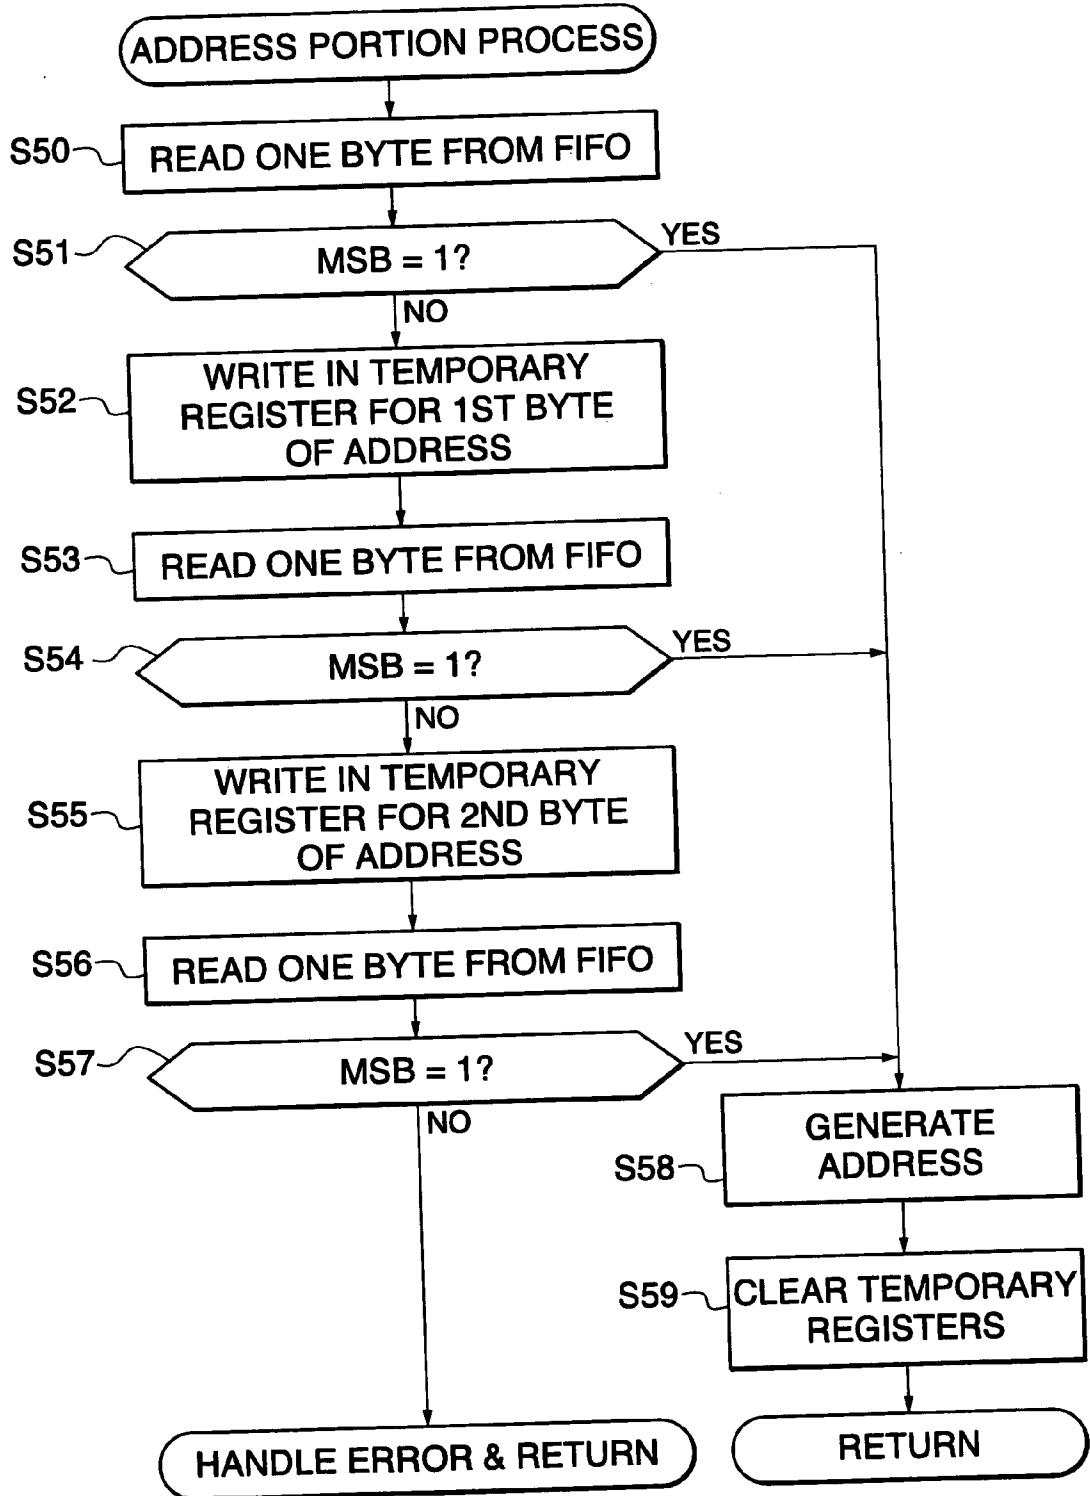 ADDRESS PORTION PROCESS
S50
READ ONE BYTE FROM FIFO
S51
MSB = 1?
YES
NO
S52
WRITE IN TEMPORARY
REGISTER FOR 1ST BYTE
OF ADDRESS
S53
READ ONE BYTE FROM FIFO
S54
MSB = 1?
YES
NO
S55
WRITE IN TEMPORARY
REGISTER FOR 2ND BYTE
OF ADDRESS
S56
READ ONE BYTE FROM FIFO
S57
MSB = 1?
YES
NO
S58
GENERATE
ADDRESS
S59
CLEAR TEMPORARY
REGISTERS
HANDLE ERROR & RETURN
RETURN